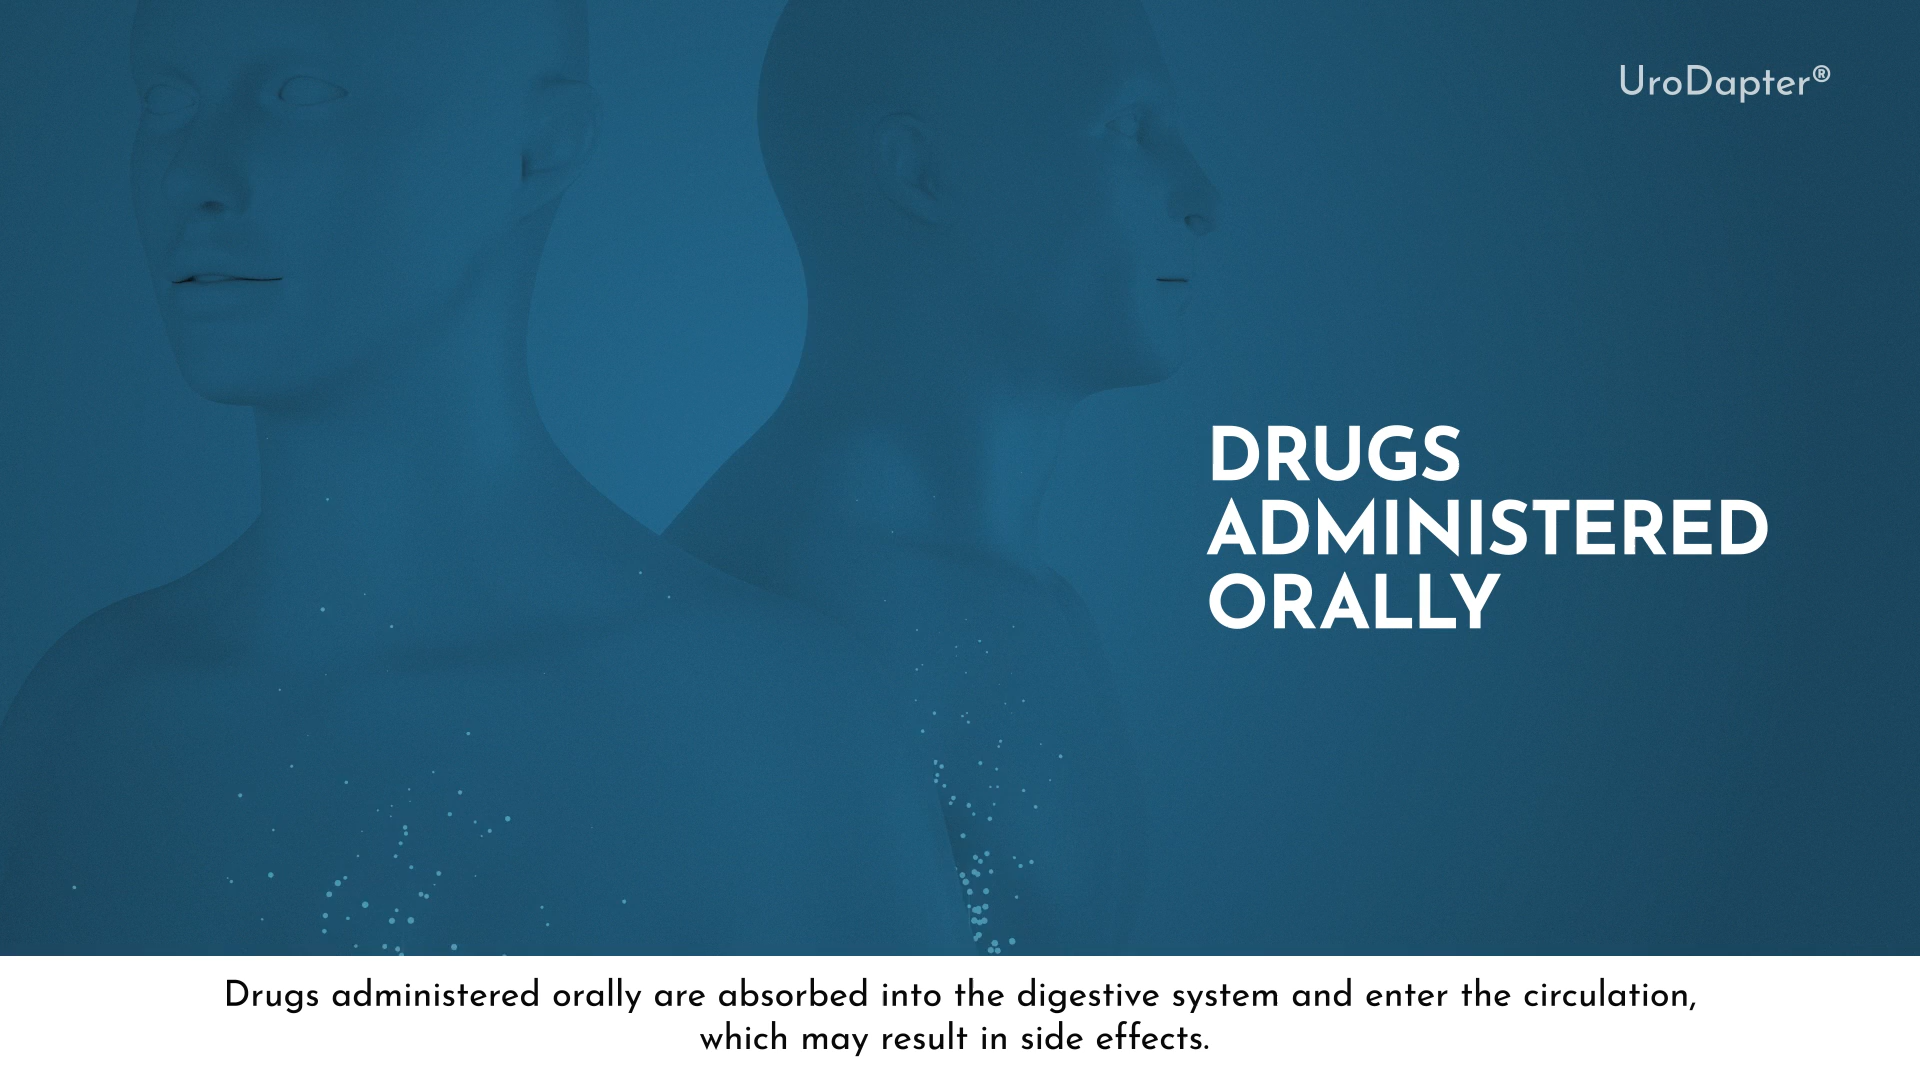 UroDapter®
DRUGS
ADMINISTERED
ORALLY
Drugs administered orally are absorbed into the digestive system and enter the circulation,
which may result in side effects.